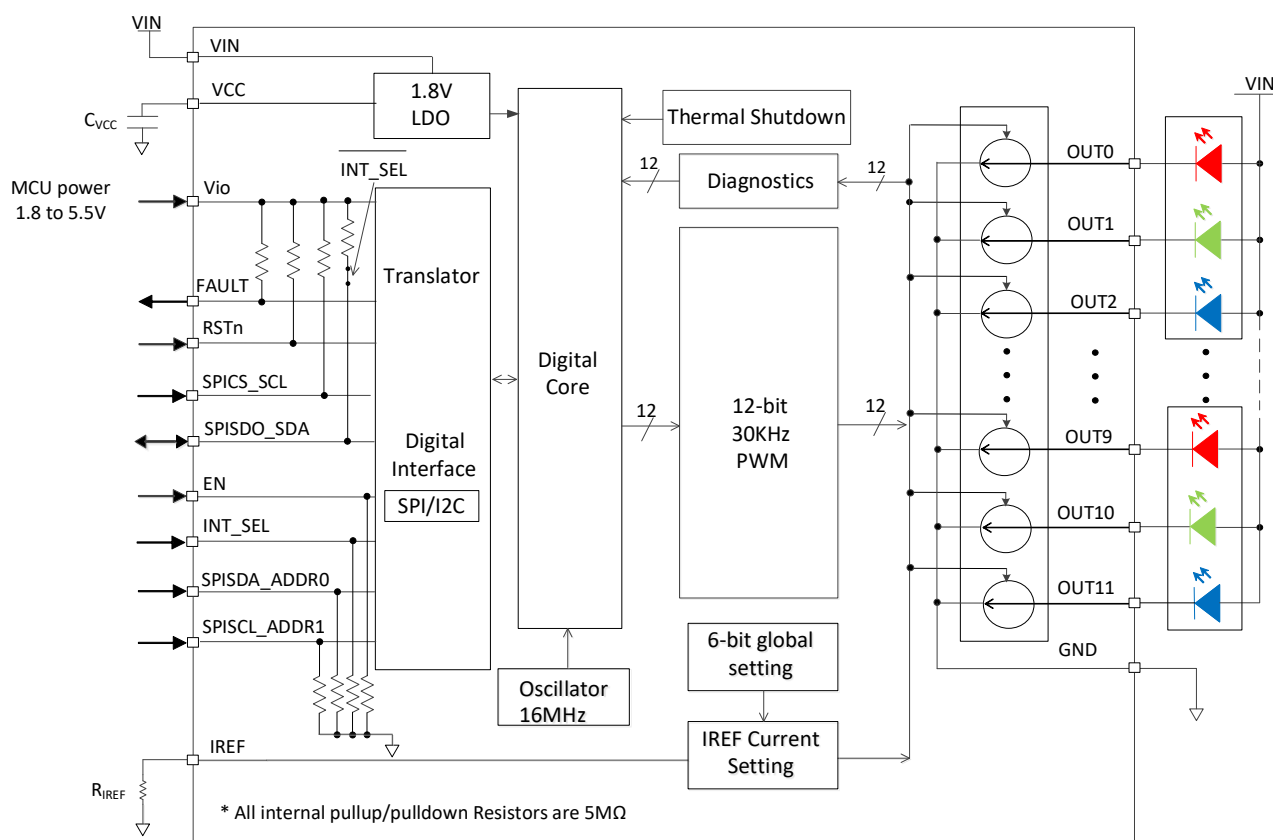 VIN
VIN
VCC
CVCC
1.8V
LDO
Thermal Shutdown
VIN
INT_SEL
12
Diagnostics
12
OUT0
MCU power
1.8 to 5.5V
Vio
OUT1
Translator
FAULT
OUT2
RSTn
Digital
Core
SPICS_SCL
12-bit
30KHz
PWM
12
12
SPISDO_SDA
Digital
Interface
OUT9
EN
SPI/I2C
INT_SEL
OUT10
SPISDA_ADDR0
OUT11
SPISCL_ADDR1
6-bit global
setting
GND
Oscillator
16MHz
IREF
IREF Current
Setting
RIREF
* All internal pullup/pulldown Resistors are 5MΩ